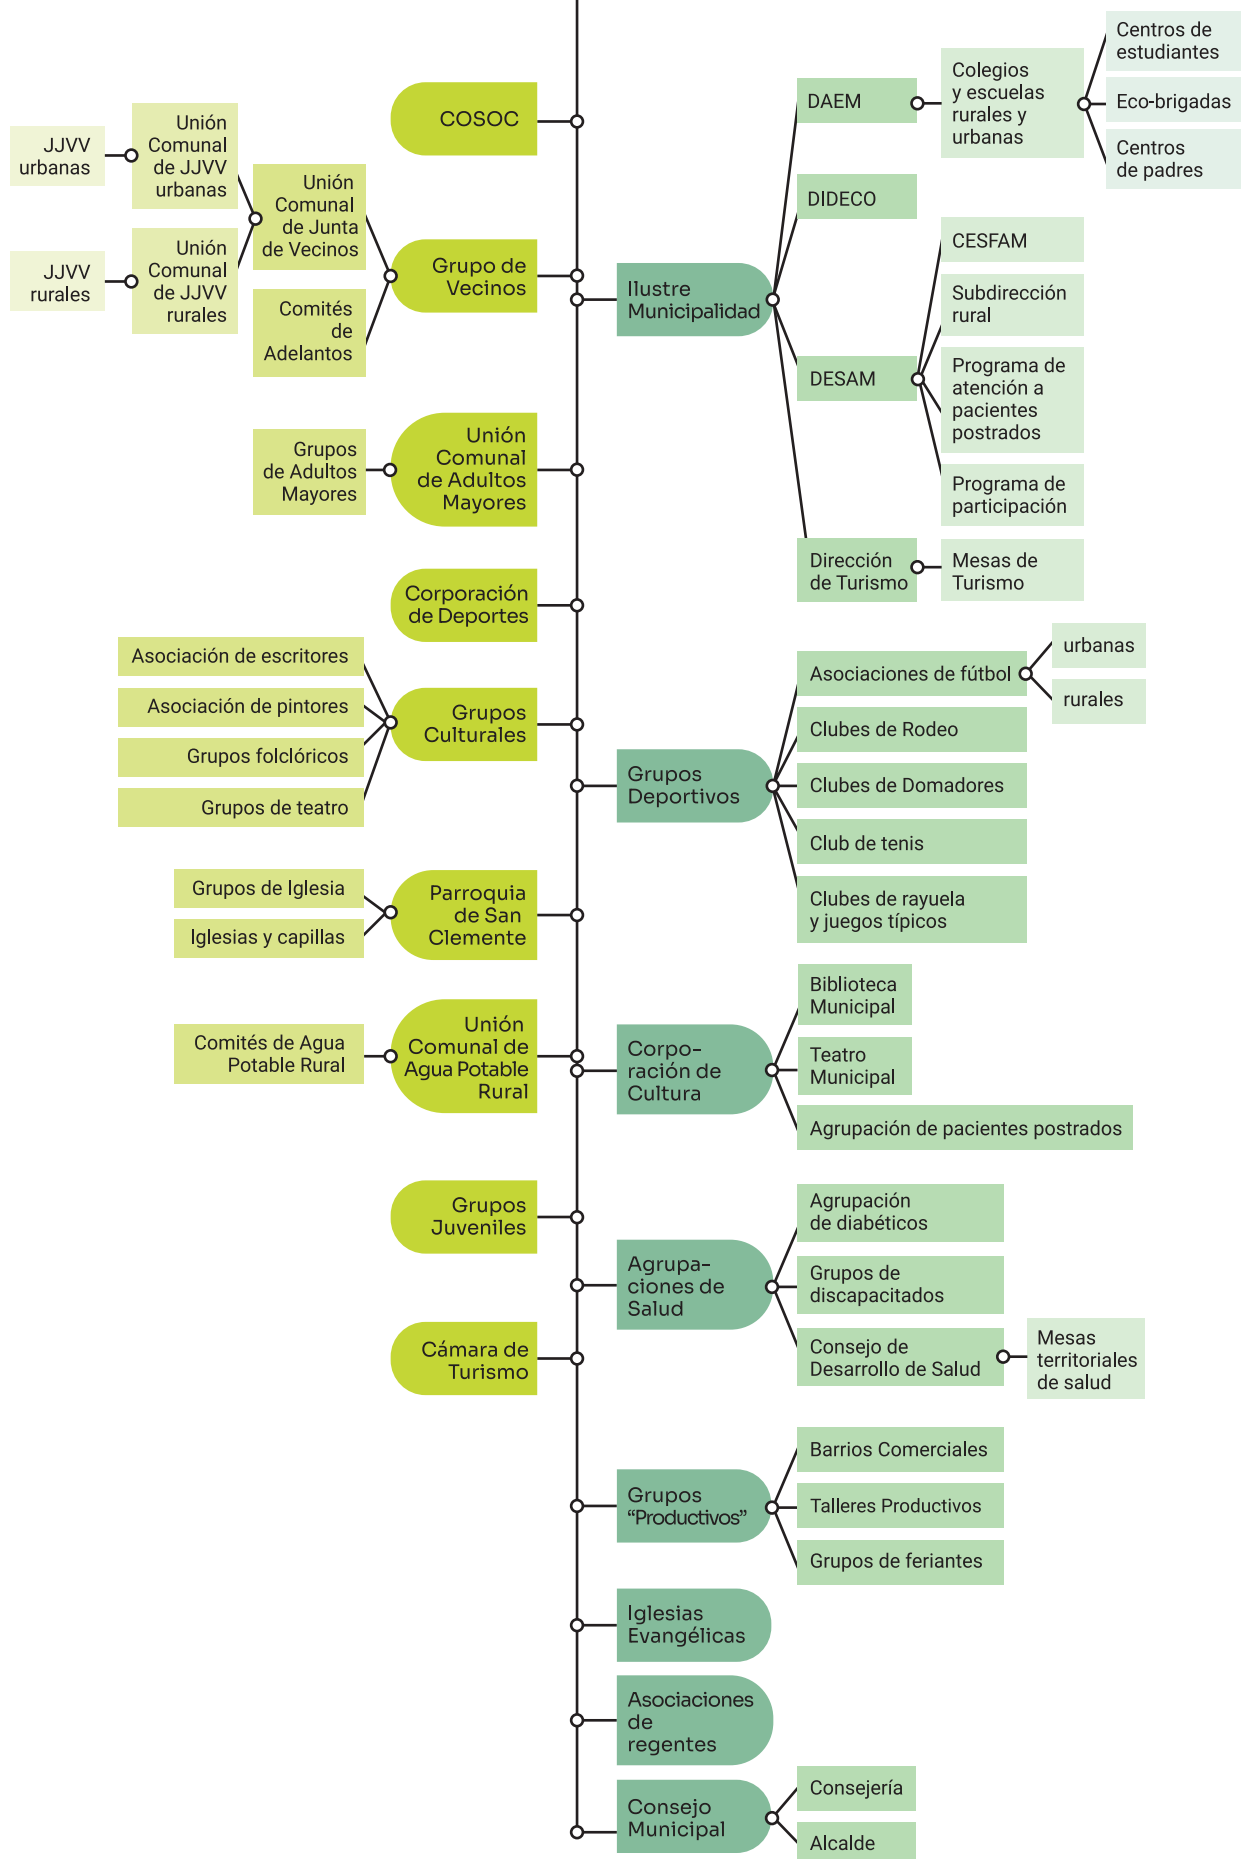 COSOC
JJVV
urbanas
Unión
Comunal
de JJVV
urbanas
JJVV
rurales
Unión
Comunal
de JJVV
rurales
Unión
Comunal
de Junta
de Vecinos
Comités
de
Adelantos
Grupo de
Vecinos
Grupos
de Adultos
Mayores
Unión
Comunal
de Adultos
Mayores
Corporación
de Deportes
Asociación de escritores
Asociación de pintores
Grupos folclóricos
Grupos de teatro
Grupos
Culturales
Grupos de Iglesia
Iglesias y capillas
Parroquia
de San
Clemente
Comités de Agua
Potable Rural
Unión
Comunal de
Agua Potable
Rural
Grupos
Juveniles
Cámara de
Turismo
Ilustre
Municipalidad
DAEM
Colegios
y escuelas
rurales y
urbanas
Centros de
estudiantes
Eco-brigadas
Centros
de padres
DIDECO
DESAM
CESFAM
Subdirección
rural
Programa de
atención a
pacientes
postrados
Programa de
participación
Dirección
de Turismo
Mesas de
Turismo
Grupos
Deportivos
Asociaciones de fútbol
urbanas
rurales
Clubes de Rodeo
Clubes de Domadores
Club de tenis
Clubes de rayuela
y juegos típicos
Corpo-
ración de
Cultura
Biblioteca
Municipal
Teatro
Municipal
Agrupación de pacientes postrados
Agrupa-
ciones de
Salud
Agrupación
de diabéticos
Grupos de
discapacitados
Consejo de
Desarrollo de Salud
Mesas
territoriales
de salud
Grupos
“Productivos”
Barrios Comerciales
Talleres Productivos
Grupos de feriantes
Iglesias
Evangélicas
Asociaciones
de
regentes
Consejo
Municipal
Consejería
Alcalde